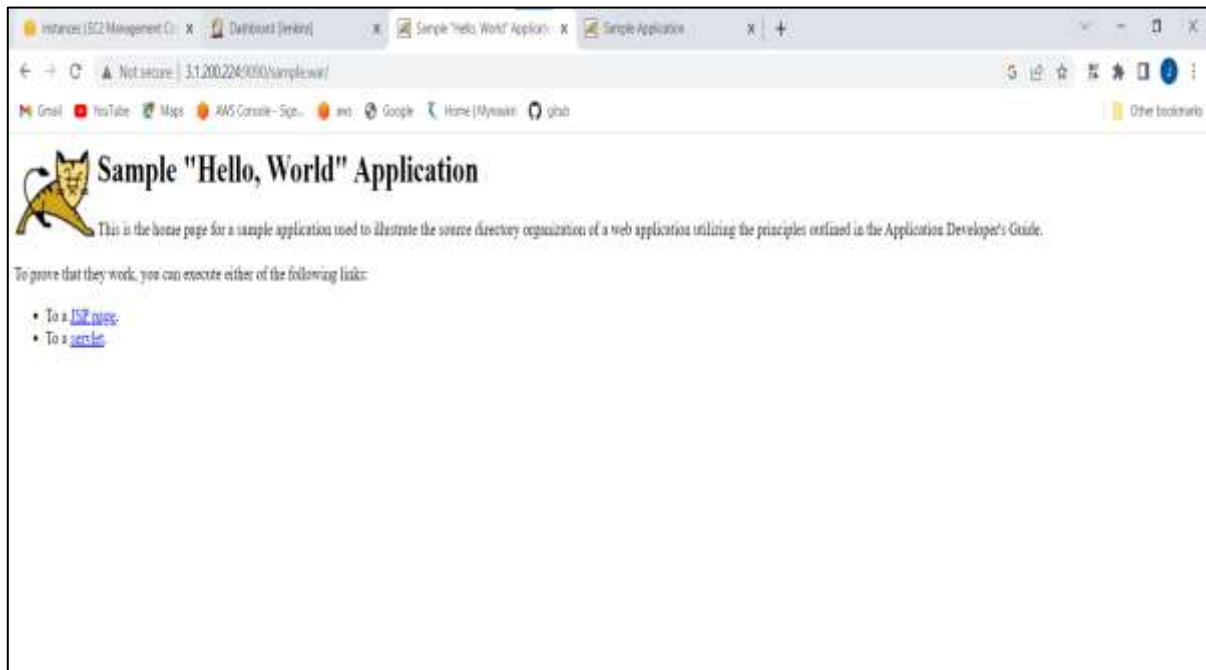 Instances | EC2 Management Co
Dashboard [Jenkins]
Sample "Hello, World" Applicati
Sample Application
Not secure | 3.1.200.224:9090/sample.war/
Gmail
YouTube
Maps
AWS Console - Sign...
Google
Other bookmarks
Sample "Hello, World" Application
This is the home page for a sample application used to illustrate the source directory organization of a web application utilizing the principles outlined in the Application Developer's Guide.
To prove that they work, you can execute either of the following links:
• To a JSP page.
• To a servlet.